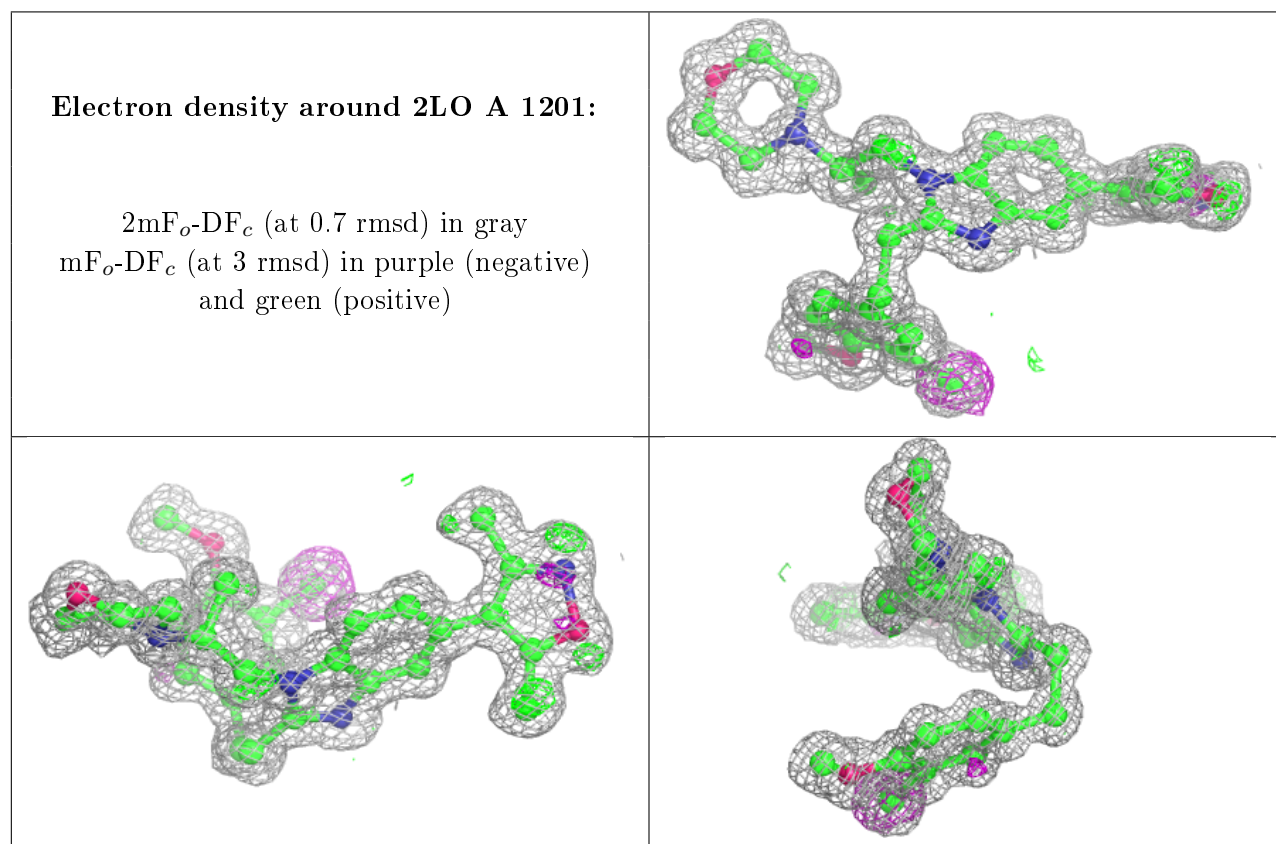 Electron density around 2LO A 1201:
2mFₒ-DF𝒸 (at 0.7 rmsd) in gray
mFₒ-DF𝒸 (at 3 rmsd) in purple (negative)
and green (positive)